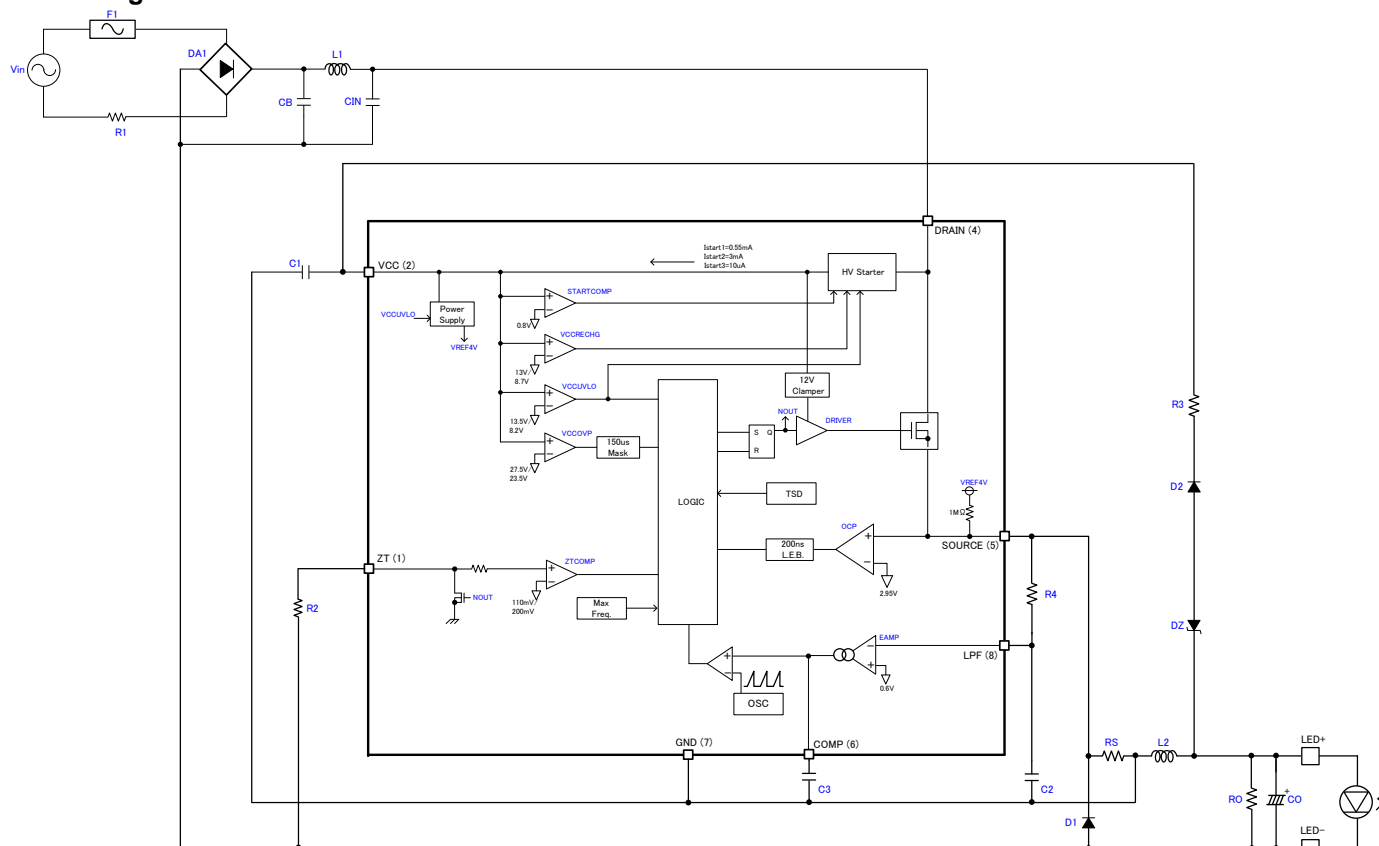 F1
Vin
DA1
L1
CB
CIN
R1
DRAIN (4)
C1
VCC (2)
Istart1=0.55mA
Istart2=3mA
Istart3=10uA
HV Starter
STARTCOMP
0.8V
VCCUVLO
Power
Supply
VREF4V
VCCRECHG
13V/
8.7V
12V
Clamper
VCCUVLO
13.5V/
8.2V
NOUT
DRIVER
S Q
R
R3
VCCOVP
150us
Mask
27.5V/
23.5V
D2
VREF4V
1MΩ
LOGIC
TSD
OCP
200ns
L.E.B.
2.95V
SOURCE (5)
ZT (1)
ZTCOMP
NOUT
110mV/
200mV
Max
Freq.
R2
R4
DZ
EAMP
LPF (8)
0.6V
OSC
GND (7)
COMP (6)
RS
L2
LED+
C3
C2
D1
RO
+
CO
LED-